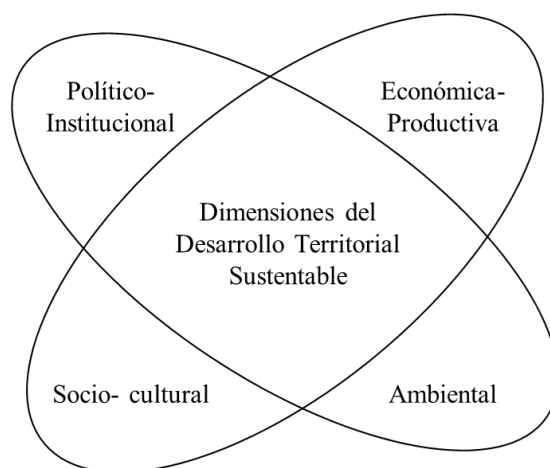 Político-
Institucional
Económica-
Productiva
Dimensiones del
Desarrollo Territorial
Sustentable
Socio- cultural
Ambiental